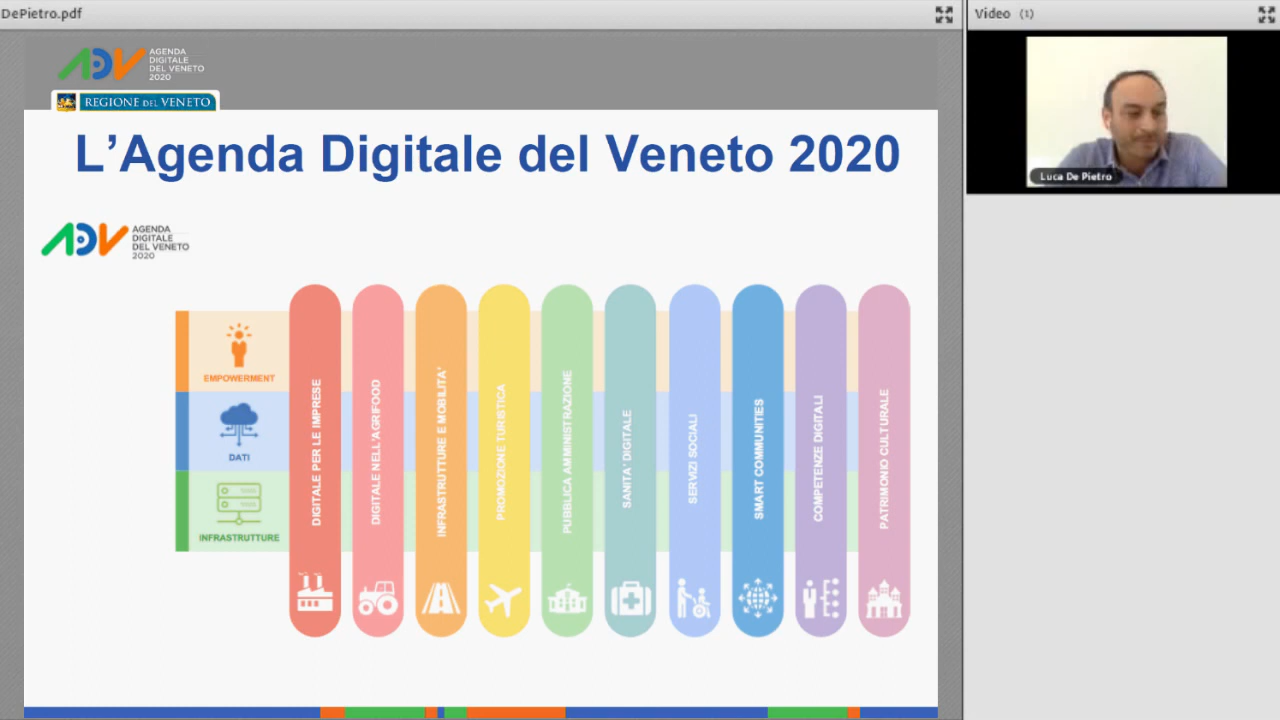 DePietro.pdf
Video (1)
AGENDA
DIGITALE
DEL VENETO
2020
REGIONE DEL VENETO
L'Agenda Digitale del Veneto 2020
Luca De Pietro
ADV
AGENDA
DIGITALE
DEL VENETO
2020
EMPOWERMENT
DATI
INFRASTRUTTURE
DIGITALE PER LE IMPRESE
DIGITALE NELL'AGRIFOOD
INFRASTRUTTURE E MOBILITA'
PROMOZIONE TURISTICA
PUBBLICA AMMINISTRAZIONE
SANITA' DIGITALE
SERVIZI SOCIALI
SMART COMMUNITIES
COMPETENZE DIGITALI
PATRIMONIO CULTURALE